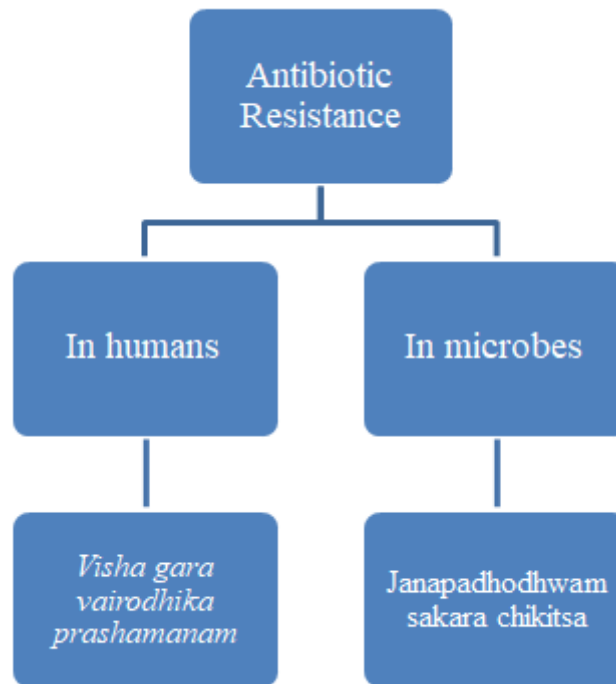 Antibiotic
Resistance
In humans
In microbes
Visha gara
vairodhika
prashamanam
Janapadhodhwam
sakara chikitsa